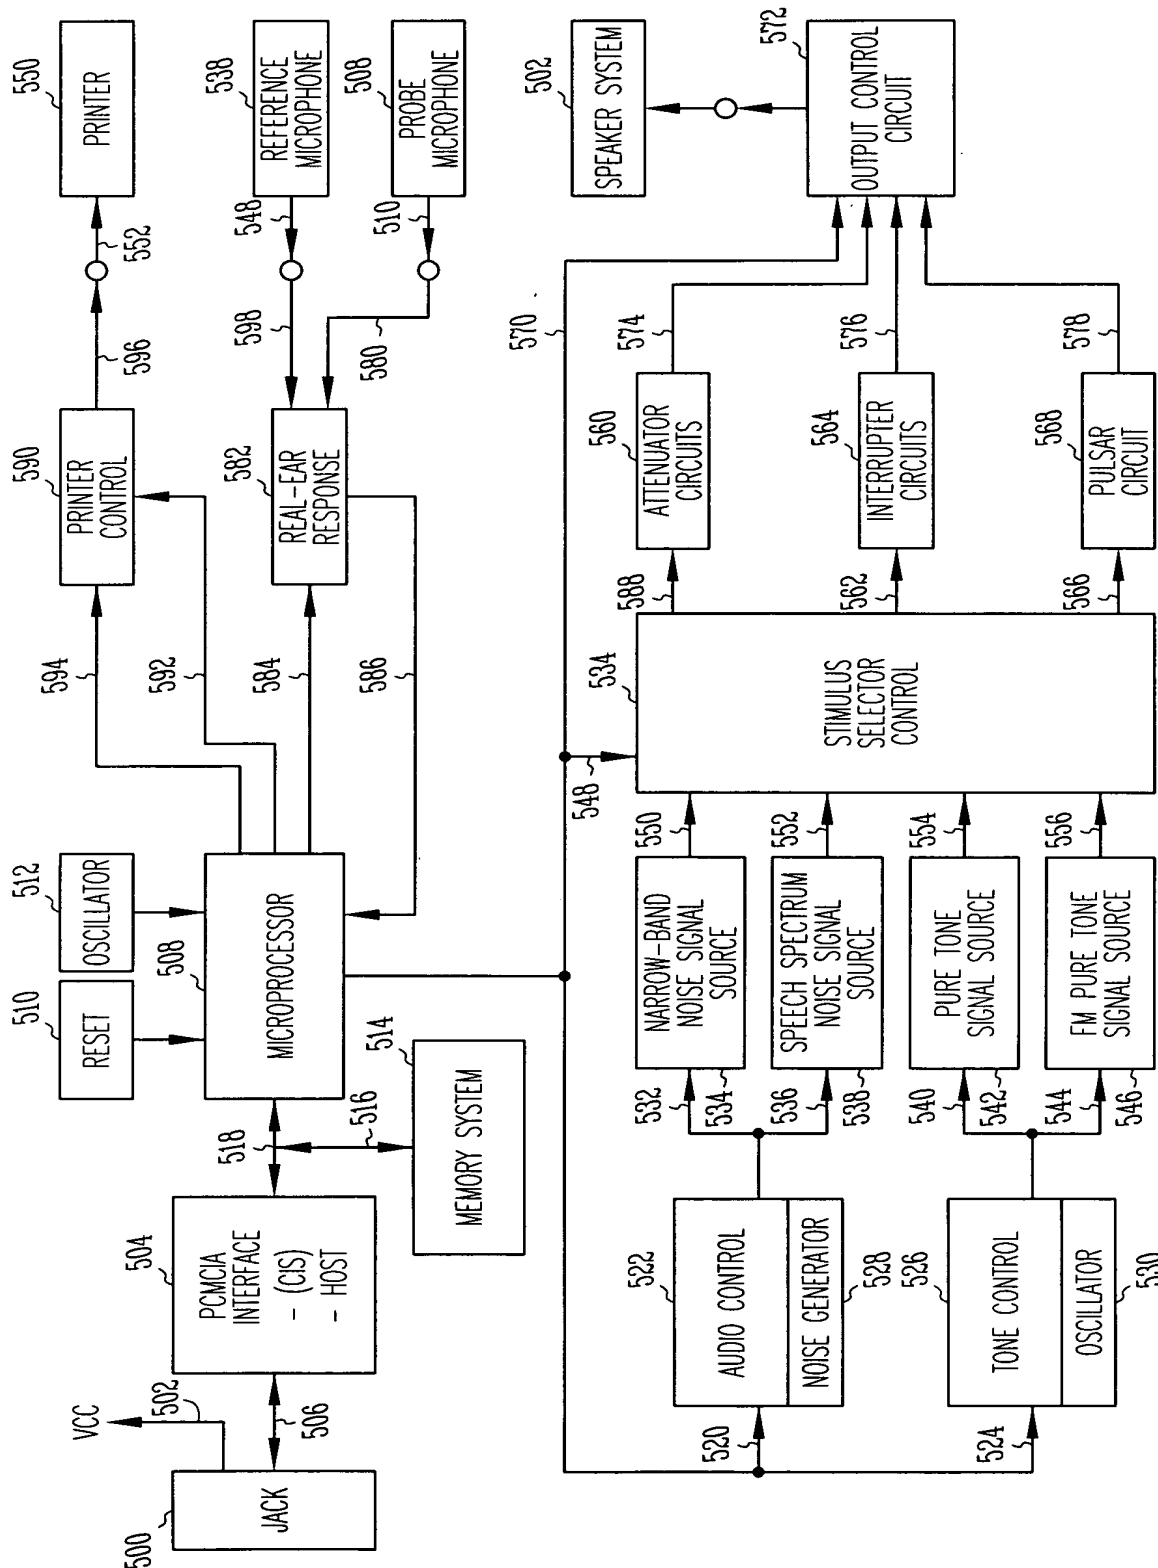 500
JACK
502
VCC
506
504
PCMCIA
INTERFACE
- (CIS)
- HOST
518
516
514
MEMORY SYSTEM
510
RESET
512
OSCILLATOR
508
MICROPROCESSOR
594
592
584
586
590
PRINTER
CONTROL
596
552
550
PRINTER
582
REAL-EAR
RESPONSE
598
548
538
REFERENCE
MICROPHONE
580
510
508
PROBE
MICROPHONE
520
522
AUDIO CONTROL
NOISE GENERATOR
528
524
526
TONE CONTROL
OSCILLATOR
530
532
534
NARROW-BAND
NOISE SIGNAL
SOURCE
550
536
538
SPEECH SPECTRUM
NOISE SIGNAL
SOURCE
552
540
542
PURE TONE
SIGNAL SOURCE
554
544
546
FM PURE TONE
SIGNAL SOURCE
556
548
534
STIMULUS
SELECTOR
CONTROL
588
560
ATTENUATOR
CIRCUITS
574
562
564
INTERRUPTER
CIRCUITS
576
566
568
PULSAR
CIRCUIT
578
570
502
SPEAKER SYSTEM
572
OUTPUT CONTROL
CIRCUIT